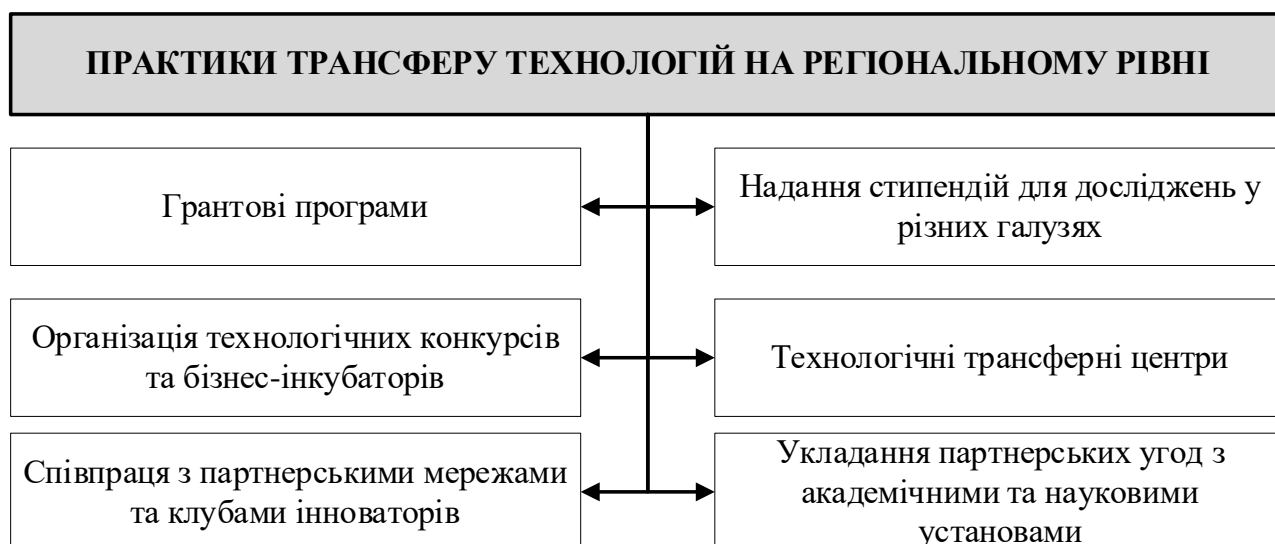 ПРАКТИКИ ТРАНСФЕРУ ТЕХНОЛОГІЙ НА РЕГІОНАЛЬНОМУ РІВНІ
Грантові програми
Надання стипендій для досліджень у
різних галузях
Організація технологічних конкурсів
та бізнес-інкубаторів
Технологічні трансферні центри
Співпраця з партнерськими мережами
та клубами інноваторів
Укладання партнерських угод з
академічними та науковими
установами